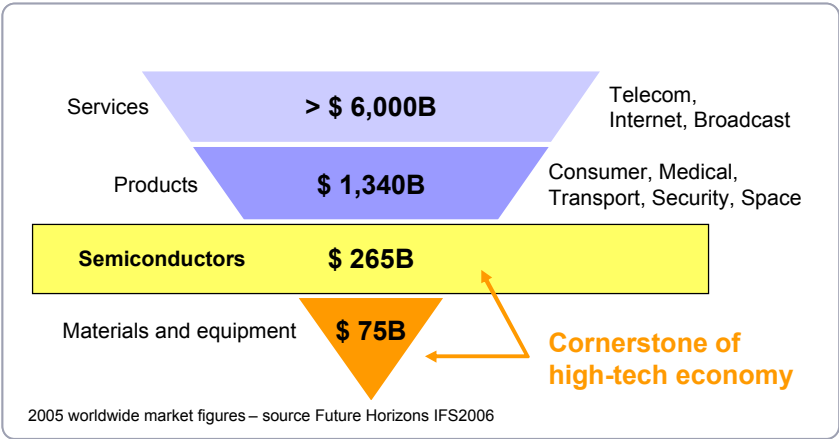 Services
> $ 6,000B
Telecom,
Internet, Broadcast
Products
$ 1,340B
Consumer, Medical,
Transport, Security, Space
Semiconductors
$ 265B
Materials and equipment
$ 75B
Cornerstone of
high-tech economy
2005 worldwide market figures – source Future Horizons IFS2006